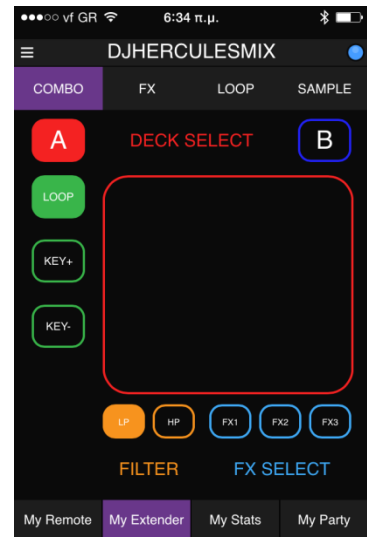 vf GR 6:34 π.μ.
DJHERCULESMIX
COMBO FX LOOP SAMPLE
A DECK SELECT B
LOOP
KEY+
KEY-
LP HP FX1 FX2 FX3
FILTER FX SELECT
My Remote My Extender My Stats My Party